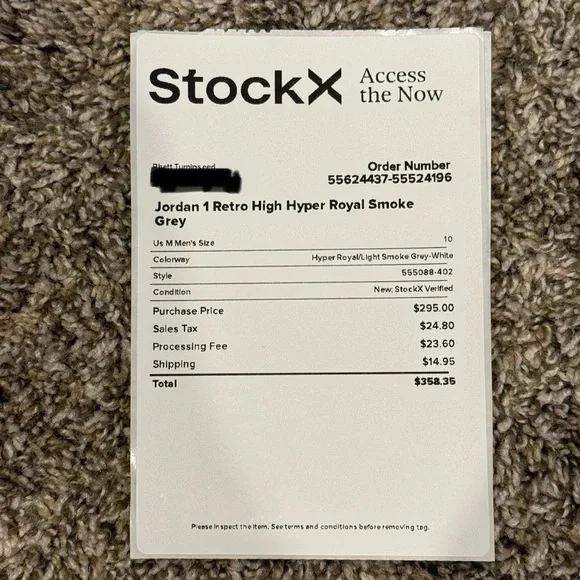 StockX Access
the Now
Rhett Turnipseed
Order Number
55624437-55524196
Jordan 1 Retro High Hyper Royal Smoke
Grey
Us M Men's Size 10
Colorway Hyper Royal/Light Smoke Grey-White
Style 555088-402
Condition New; StockX Verified
Purchase Price $295.00
Sales Tax $24.80
Processing Fee $23.60
Shipping $14.95
Total $358.35
Please inspect the item. See terms and conditions before removing tag.